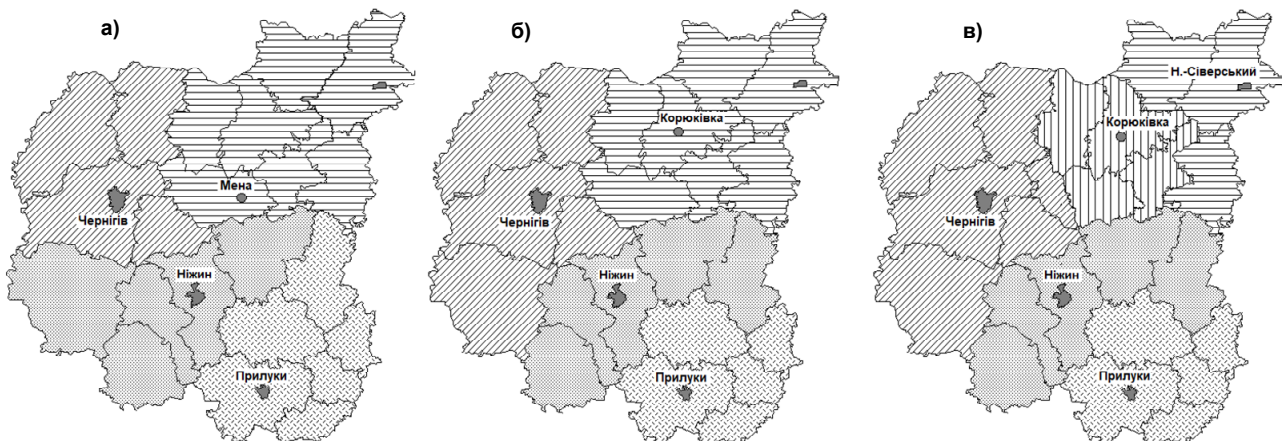 а)
Мена
Чернігів
Ніжин
Прилуки
б)
Корюківка
Чернігів
Ніжин
Прилуки
в)
Н.-Сіверський
Корюківка
Чернігів
Ніжин
Прилуки